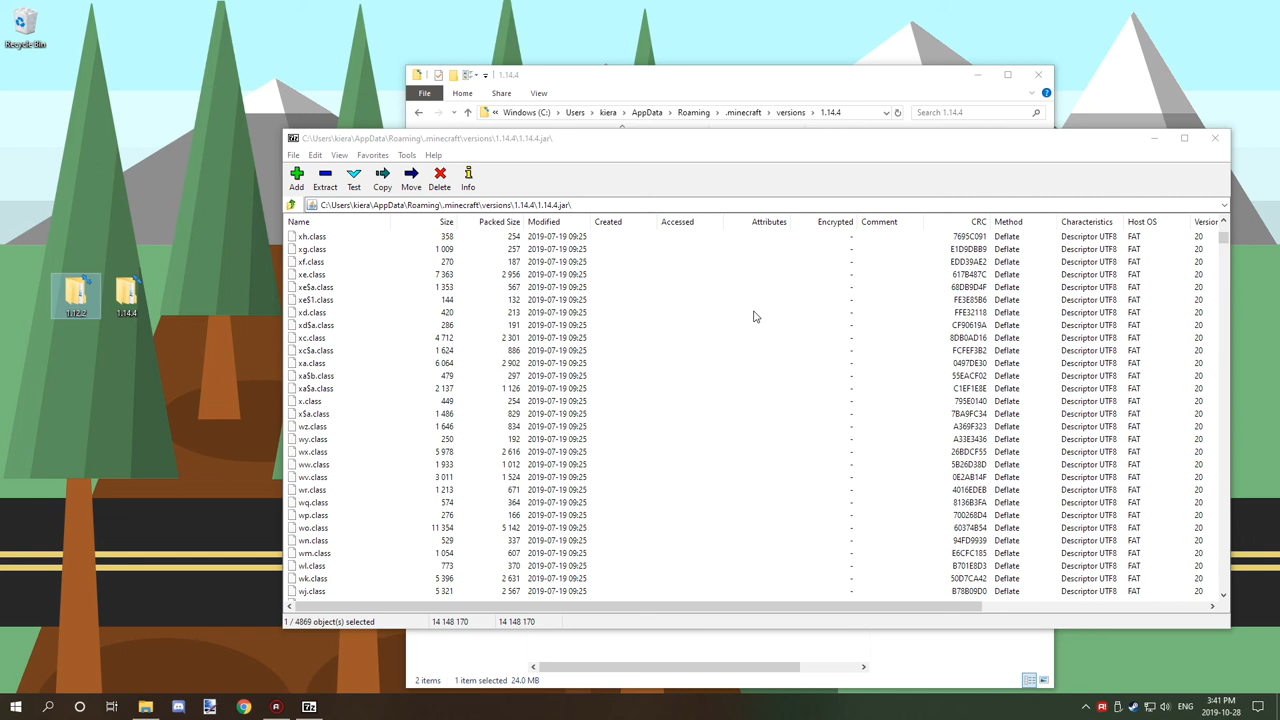 Recycle Bin
1.12.2
1.14.4
1.14.4
File Home Share View
Windows (C:) Users kiera AppData Roaming .minecraft versions 1.14.4 Search 1.14.4
C:\Users\kiera\AppData\Roaming\.minecraft\versions\1.14.4\1.14.4.jar\
File Edit View Favorites Tools Help
Add Extract Test Copy Move Delete Info
C:\Users\kiera\AppData\Roaming\.minecraft\versions\1.14.4\1.14.4.jar\
Name Size Packed Size Modified Created Accessed Attributes Encrypted Comment CRC Method Characteristics Host OS Version
xh.class 358 254 2019-07-19 09:25 - 7695C091 Deflate Descriptor UTF8 FAT 20
xg.class 1 009 257 2019-07-19 09:25 - E1D9DBB9 Deflate Descriptor UTF8 FAT 20
xf.class 270 187 2019-07-19 09:25 - EDD39AE2 Deflate Descriptor UTF8 FAT 20
xe.class 7 363 2 956 2019-07-19 09:25 - 617B487C Deflate Descriptor UTF8 FAT 20
xe$a.class 1 353 567 2019-07-19 09:25 - 68DB9D4F Deflate Descriptor UTF8 FAT 20
xe$1.class 144 132 2019-07-19 09:25 - FE3E85B6 Deflate Descriptor UTF8 FAT 20
xd.class 420 213 2019-07-19 09:25 - FFE32118 Deflate Descriptor UTF8 FAT 20
xd$a.class 286 191 2019-07-19 09:25 - CF90619A Deflate Descriptor UTF8 FAT 20
xc.class 4 712 2 301 2019-07-19 09:25 - 8DB0AD16 Deflate Descriptor UTF8 FAT 20
xc$a.class 1 624 886 2019-07-19 09:25 - FCFEF3B2 Deflate Descriptor UTF8 FAT 20
xa.class 6 064 2 902 2019-07-19 09:25 - 0497DE30 Deflate Descriptor UTF8 FAT 20
xa$b.class 479 297 2019-07-19 09:25 - 55EACF02 Deflate Descriptor UTF8 FAT 20
xa$a.class 2 137 1 126 2019-07-19 09:25 - C1EF1E8E Deflate Descriptor UTF8 FAT 20
x.class 449 254 2019-07-19 09:25 - 795E0140 Deflate Descriptor UTF8 FAT 20
x$a.class 1 486 829 2019-07-19 09:25 - 7BA9FC34 Deflate Descriptor UTF8 FAT 20
wz.class 1 646 834 2019-07-19 09:25 - A369F323 Deflate Descriptor UTF8 FAT 20
wy.class 250 192 2019-07-19 09:25 - A33E3436 Deflate Descriptor UTF8 FAT 20
wx.class 5 978 2 616 2019-07-19 09:25 - 26BDCF55 Deflate Descriptor UTF8 FAT 20
ww.class 1 933 1 012 2019-07-19 09:25 - 5B26D38D Deflate Descriptor UTF8 FAT 20
wv.class 3 011 1 524 2019-07-19 09:25 - 0E2AB14F Deflate Descriptor UTF8 FAT 20
wr.class 1 213 671 2019-07-19 09:25 - 4016EDEB Deflate Descriptor UTF8 FAT 20
wq.class 574 364 2019-07-19 09:25 - 8136B3FA Deflate Descriptor UTF8 FAT 20
wp.class 276 166 2019-07-19 09:25 - 700268D4 Deflate Descriptor UTF8 FAT 20
wo.class 11 354 5 142 2019-07-19 09:25 - 60374B54 Deflate Descriptor UTF8 FAT 20
wn.class 529 337 2019-07-19 09:25 - 94FD9939 Deflate Descriptor UTF8 FAT 20
wm.class 1 054 607 2019-07-19 09:25 - E6CFC185 Deflate Descriptor UTF8 FAT 20
wl.class 773 370 2019-07-19 09:25 - B701E8D3 Deflate Descriptor UTF8 FAT 20
wk.class 5 396 2 631 2019-07-19 09:25 - 50D7CA42 Deflate Descriptor UTF8 FAT 20
wj.class 5 321 2 567 2019-07-19 09:25 - B78B09D0 Deflate Descriptor UTF8 FAT 20
1 / 4869 object(s) selected 14 148 170 14 148 170
2 items 1 item selected 24.0 MB
ENG 3:41 PM
2019-10-28